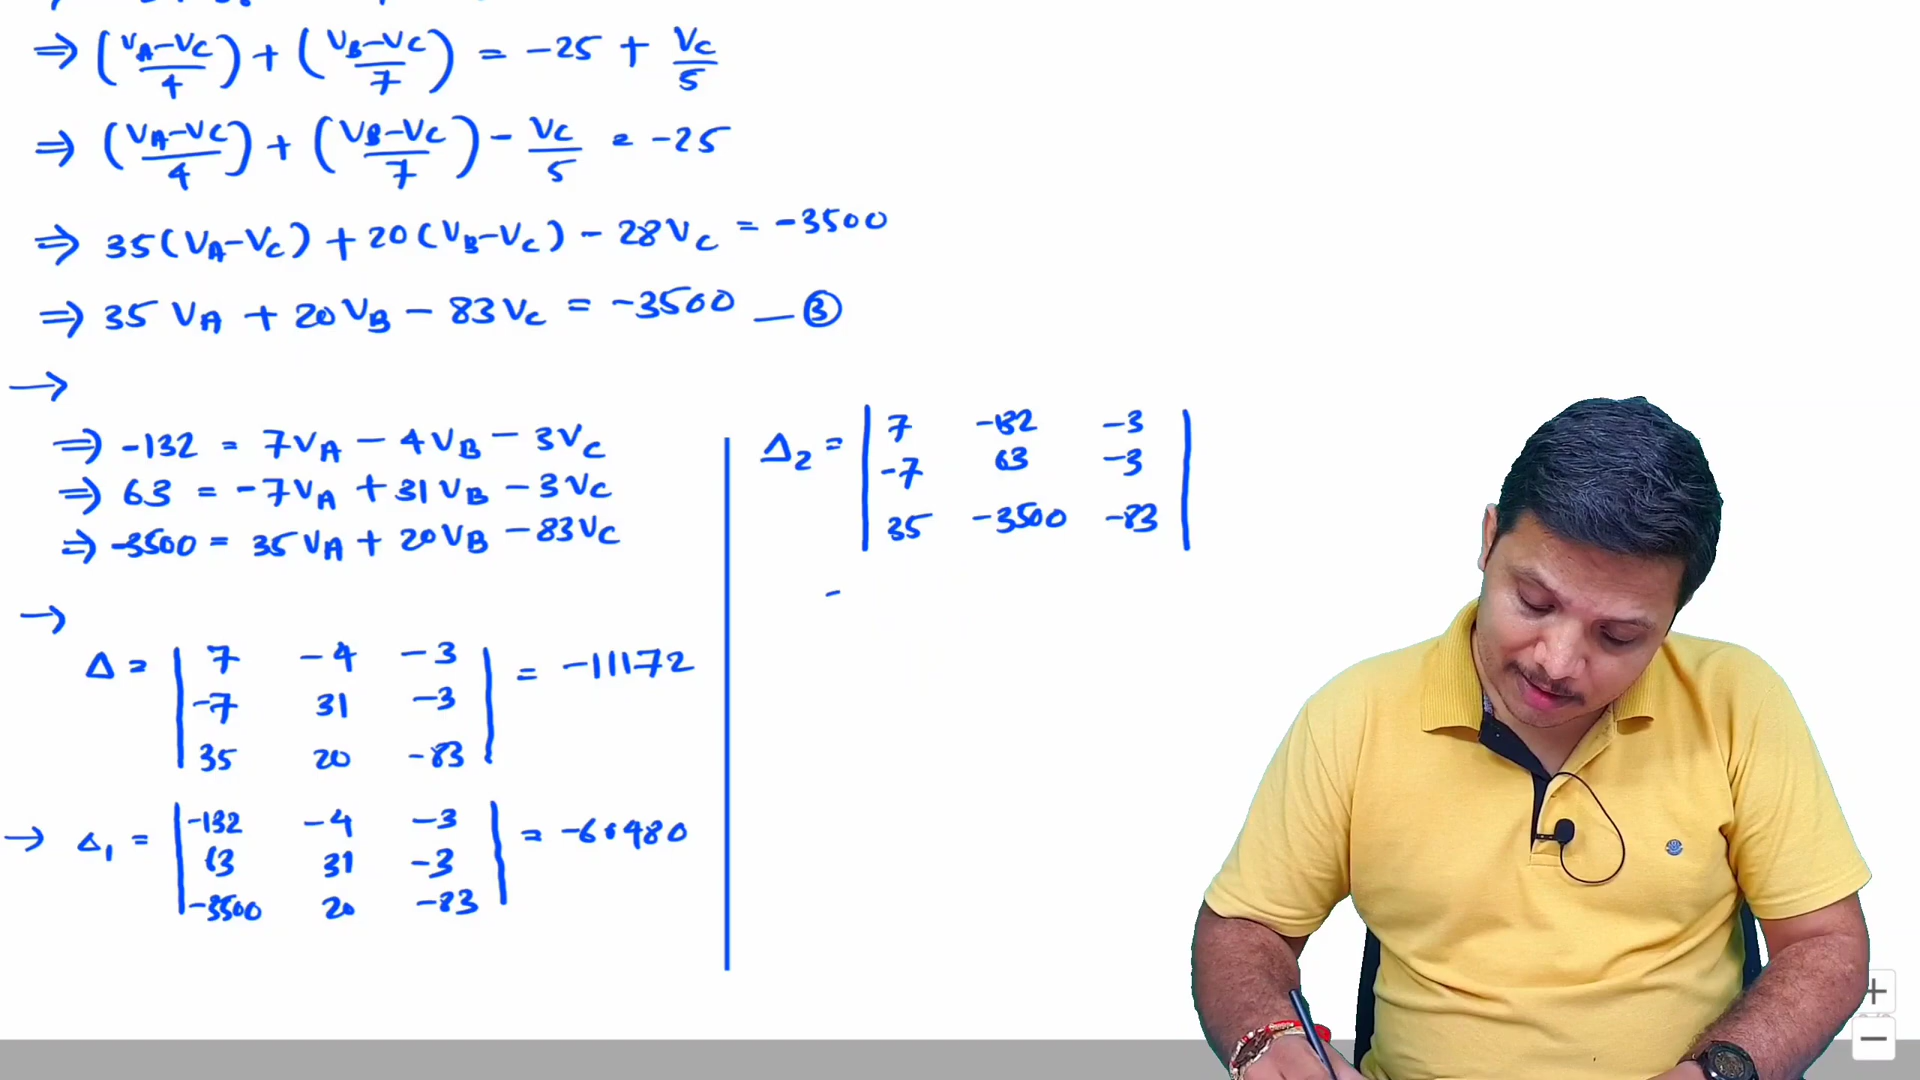 ⇒ (VA-VC/4) + (VB-VC/7) = -25 + VC/5
⇒ (VA-VC/4) + (VB-VC/7) - VC/5 = -25
⇒ 35(VA-VC) + 20(VB-VC) - 28VC = -3500
⇒ 35 VA + 20VB - 83VC = -3500 — ③
→
⇒ -132 = 7VA - 4VB - 3VC
⇒ 63 = -7VA + 31VB - 3VC
⇒ -3500 = 35VA + 20VB - 83VC
→
Δ = | 7 -4 -3 | = -11172
-7 31 -3
35 20 -83
→ Δ1 = | -132 -4 -3 |
63 31 -3
-3500 20 -83
Δ2 = | 7 -132 -3 |
-7 63 -3
35 -3500 -83
-